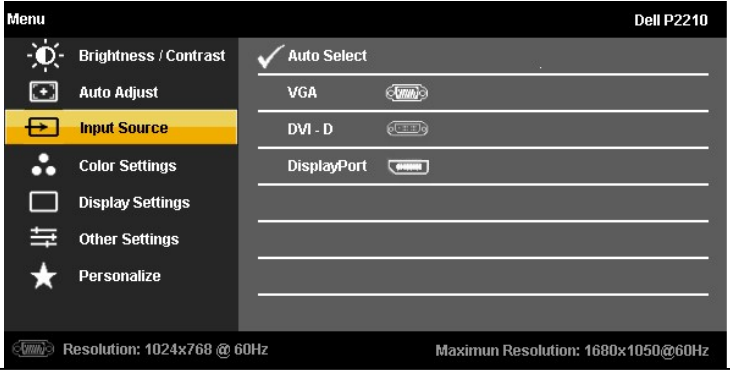 Menu Dell P2210
Brightness / Contrast
Auto Adjust
Input Source
Color Settings
Display Settings
Other Settings
Personalize
Auto Select
VGA
DVI - D
DisplayPort
Resolution: 1024x768 @ 60Hz Maximun Resolution: 1680x1050@60Hz